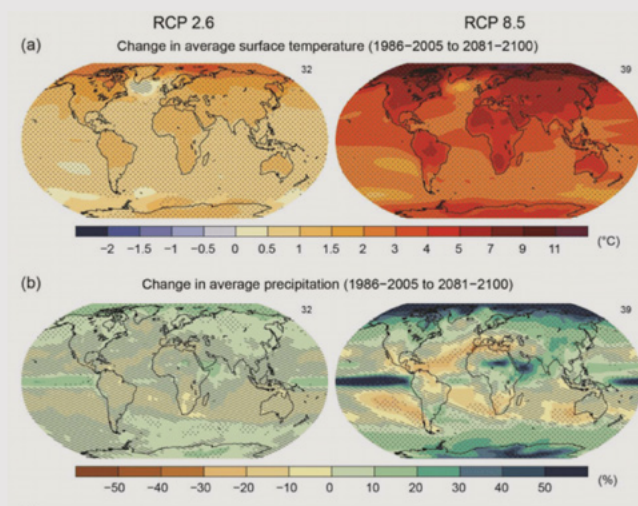 RCP 2.6 RCP 8.5
(a) Change in average surface temperature (1986–2005 to 2081–2100)
32 39
−2 −1.5 −1 −0.5 0 0.5 1 1.5 2 3 4 5 7 9 11 (°C)
(b) Change in average precipitation (1986–2005 to 2081–2100)
32 39
−50 −40 −30 −20 −10 0 10 20 30 40 50 (%)